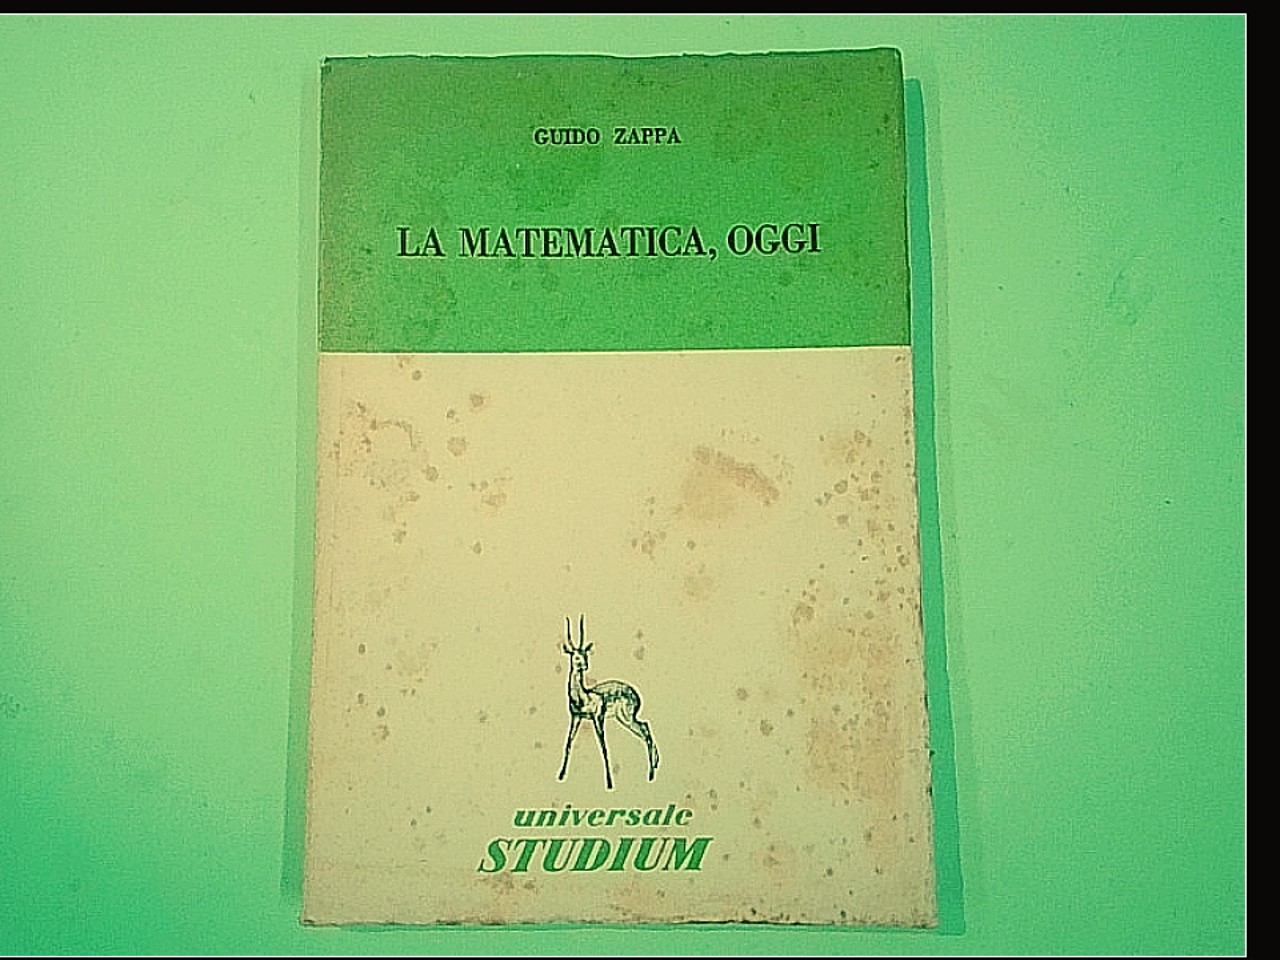 GUIDO ZAPPA
LA MATEMATICA, OGGI
universale
STUDIUM